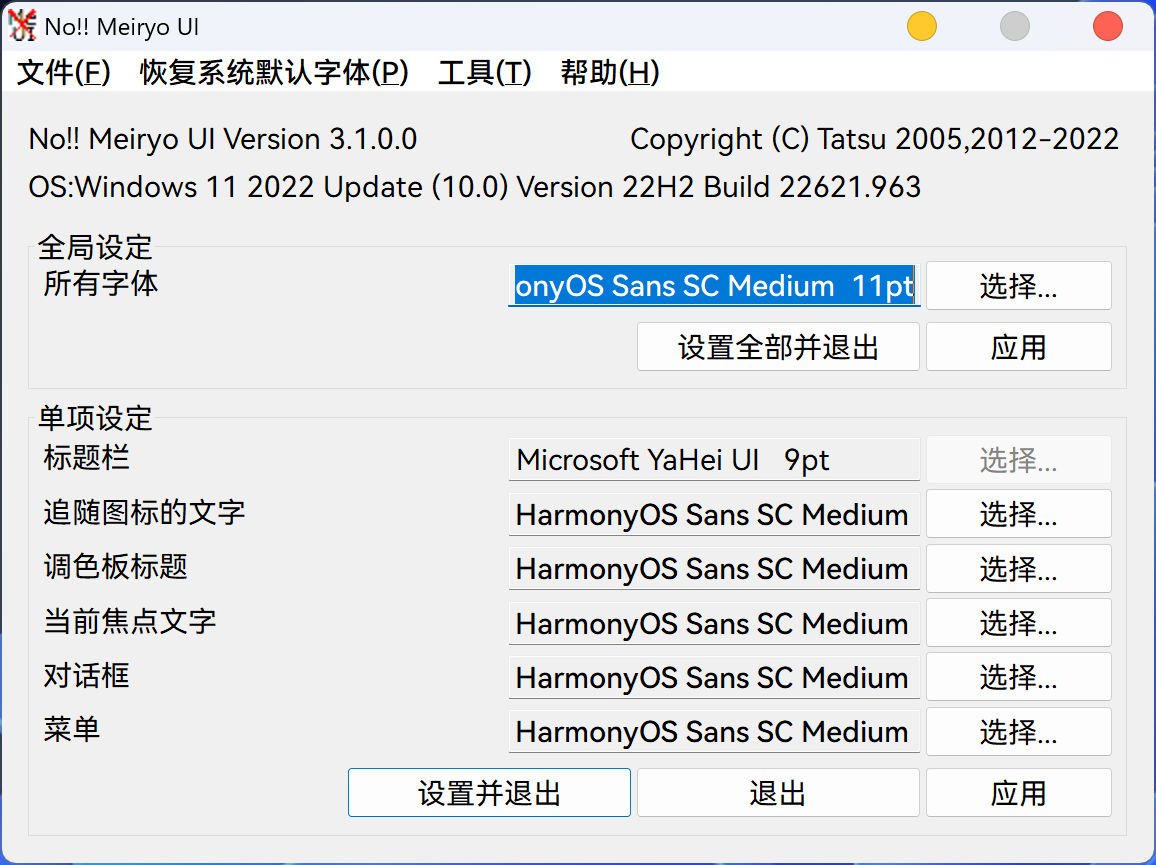 No!! Meiryo UI
文件(F) 恢复系统默认字体(P) 工具(T) 帮助(H)
No!! Meiryo UI Version 3.1.0.0 Copyright (C) Tatsu 2005,2012-2022
OS:Windows 11 2022 Update (10.0) Version 22H2 Build 22621.963
全局设定
所有字体 onyOS Sans SC Medium 11pt 选择...
设置全部并退出 应用
单项设定
标题栏 Microsoft YaHei UI 9pt 选择...
追随图标的文字 HarmonyOS Sans SC Medium 选择...
调色板标题 HarmonyOS Sans SC Medium 选择...
当前焦点文字 HarmonyOS Sans SC Medium 选择...
对话框 HarmonyOS Sans SC Medium 选择...
菜单 HarmonyOS Sans SC Medium 选择...
设置并退出 退出 应用